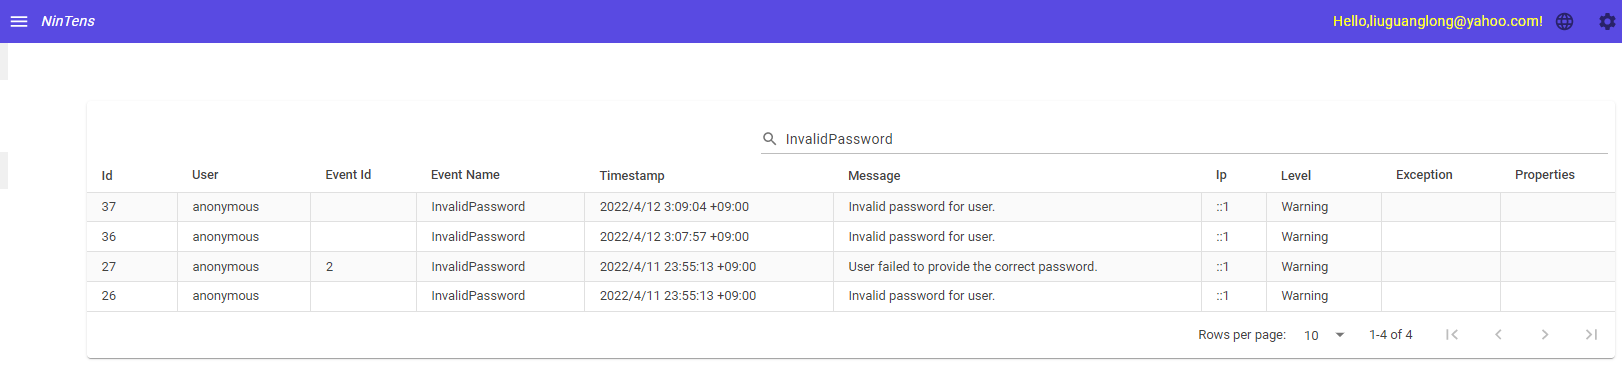 NinTens Hello,liuguanglong@yahoo.com!
InvalidPassword
Id User Event Id Event Name Timestamp Message Ip Level Exception Properties
37 anonymous InvalidPassword 2022/4/12 3:09:04 +09:00 Invalid password for user. ::1 Warning
36 anonymous InvalidPassword 2022/4/12 3:07:57 +09:00 Invalid password for user. ::1 Warning
27 anonymous 2 InvalidPassword 2022/4/11 23:55:13 +09:00 User failed to provide the correct password. ::1 Warning
26 anonymous InvalidPassword 2022/4/11 23:55:13 +09:00 Invalid password for user. ::1 Warning
Rows per page: 10 1-4 of 4